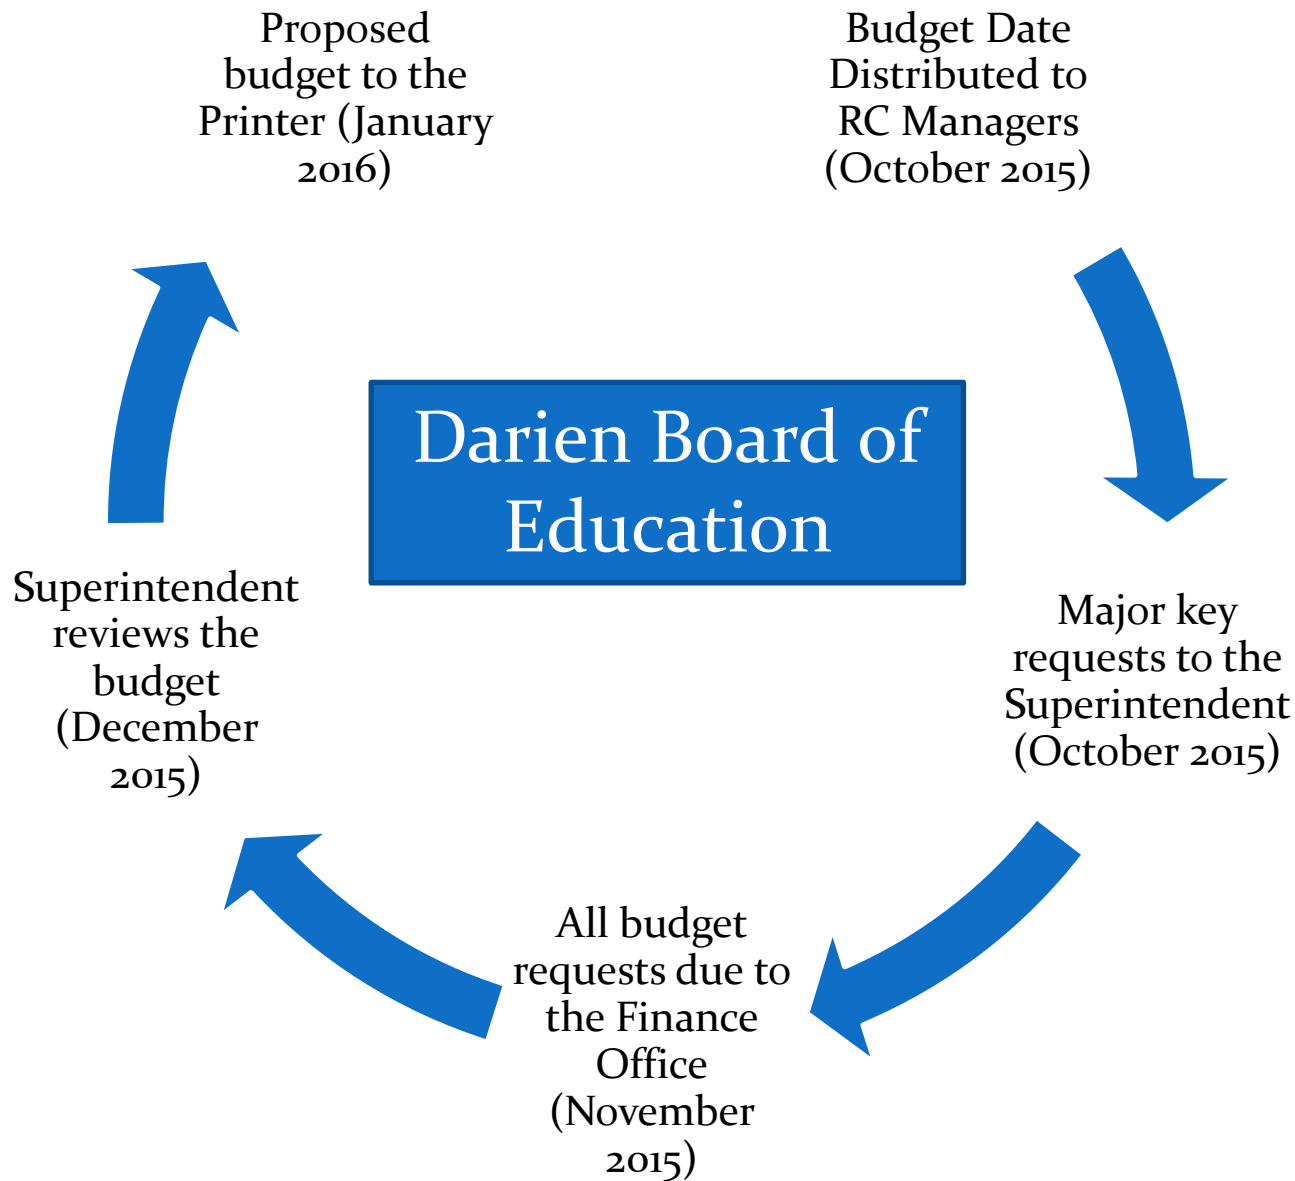 Proposed
budget to the
Printer (January
2016)
Budget Date
Distributed to
RC Managers
(October 2015)
Darien Board of
Education
Major key
requests to the
Superintendent
(October 2015)
All budget
requests due to
the Finance
Office
(November
2015)
Superintendent
reviews the
budget
(December
2015)